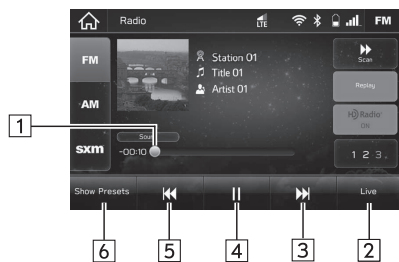 Radio LTE FM
FM
Station 01
Title 01
Artist 01
Scan
Replay
AM
HD Radio
ON
1
Sound
-00:10
sxm
1 2 3.
Show Presets
Live
6 5 4 3 2